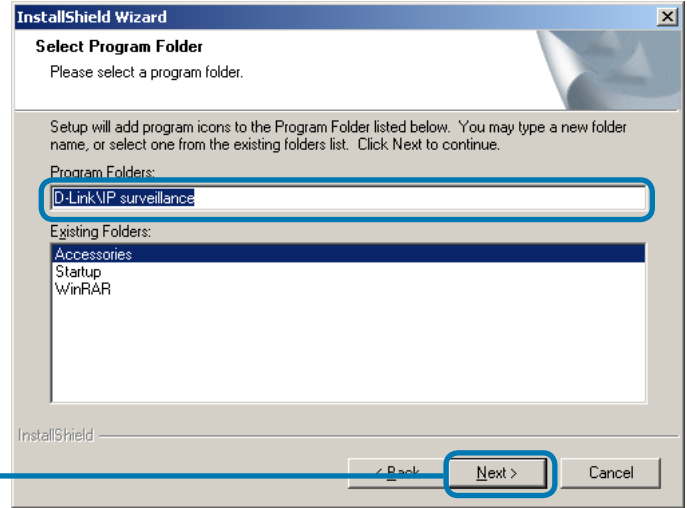 InstallShield Wizard
Select Program Folder
Please select a program folder.
Setup will add program icons to the Program Folder listed below. You may type a new folder
name, or select one from the existing folders list. Click Next to continue.
Program Folders:
D-Link\IP surveillance
Existing Folders:
Accessories
Startup
WinRAR
InstallShield
< Back Next > Cancel